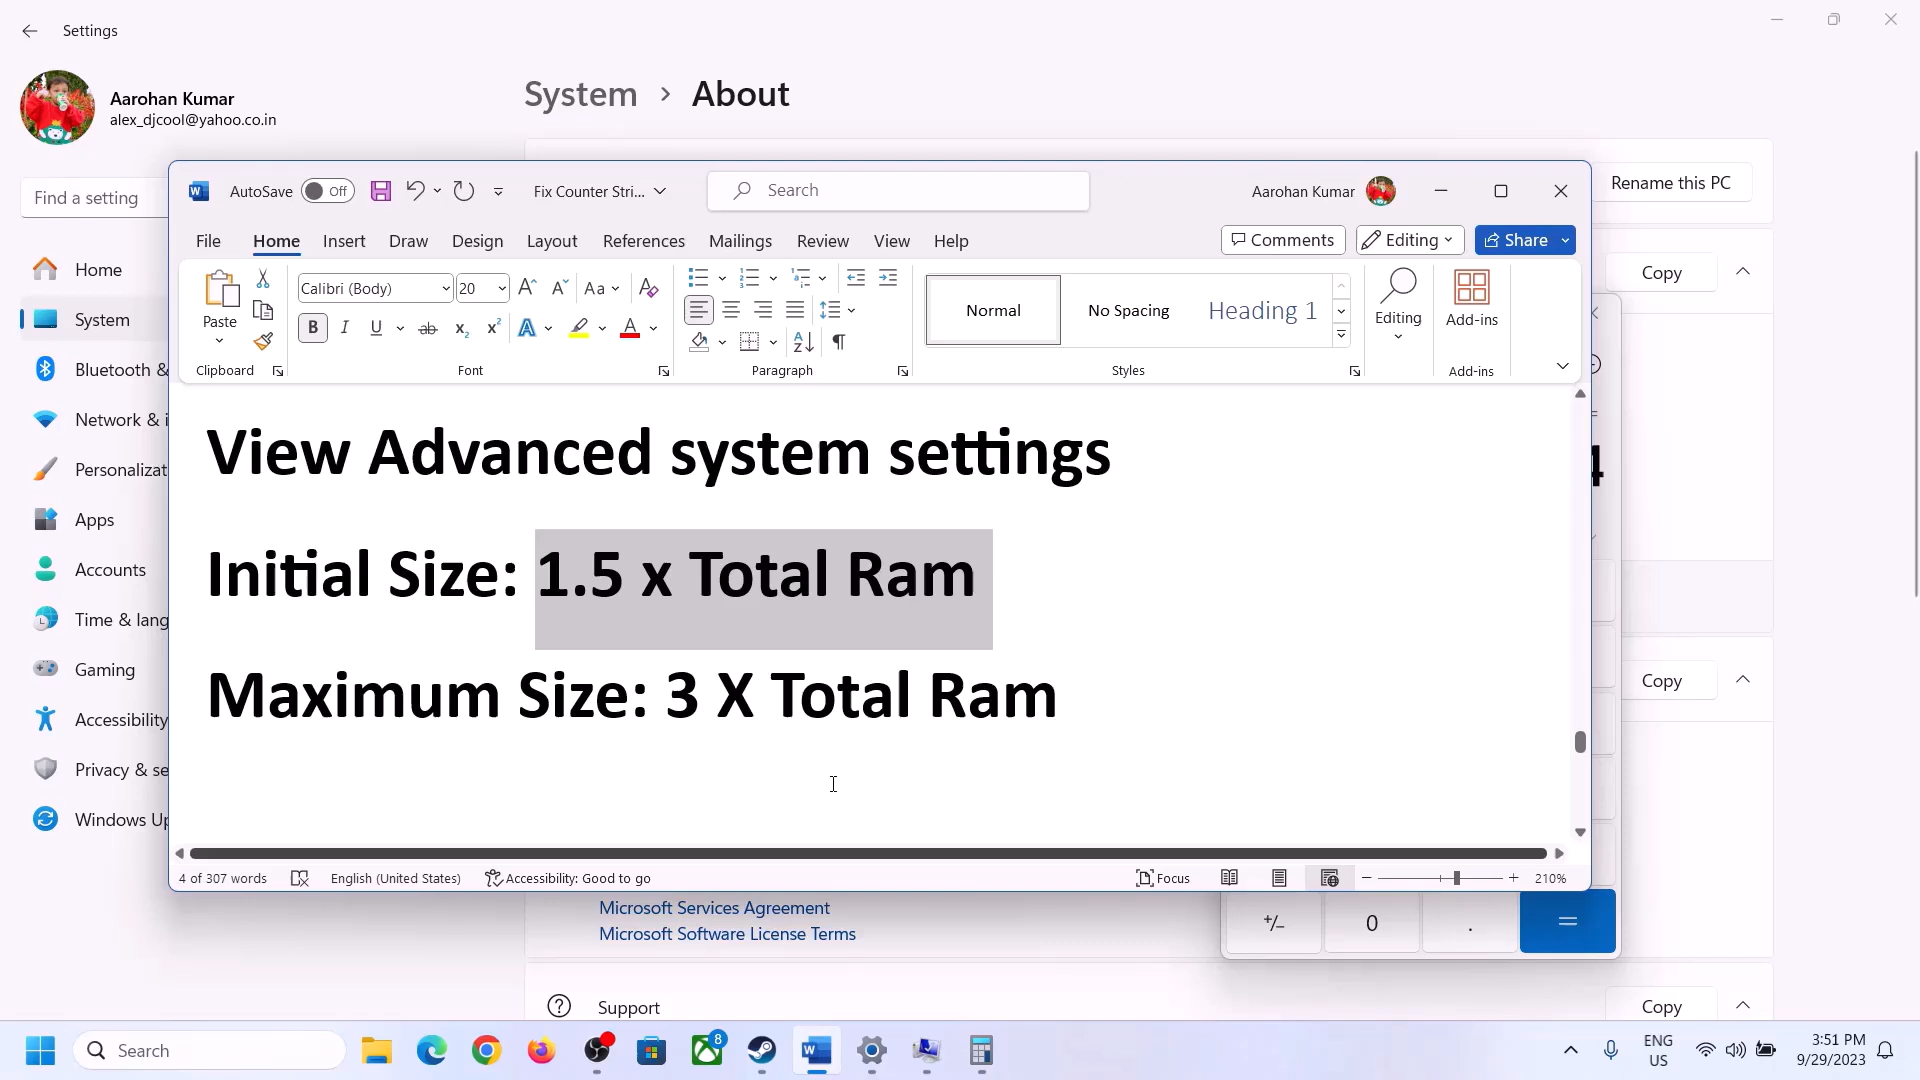 Settings
Aarohan Kumar
alex_djcool@yahoo.co.in
System > About
Find a setting
Rename this PC
Home
System
Bluetooth &
Network & i
Personalizat
Apps
Accounts
Time & lang
Gaming
Accessibility
Privacy & se
Windows Up
Copy
Copy
4
AutoSave Off
Fix Counter Stri...
Search
Aarohan Kumar
File Home Insert Draw Design Layout References Mailings Review View Help
Comments Editing Share
Paste
Calibri (Body) 20
Aa
Normal No Spacing Heading 1
Editing
Add-ins
Clipboard Font Paragraph Styles Add-ins
View Advanced system settings
Initial Size: 1.5 x Total Ram
Maximum Size: 3 X Total Ram
4 of 307 words English (United States) Accessibility: Good to go Focus 210%
Microsoft Services Agreement
Microsoft Software License Terms
+/− 0 . =
Support
Copy
Search
8
ENG
US
3:51 PM
9/29/2023